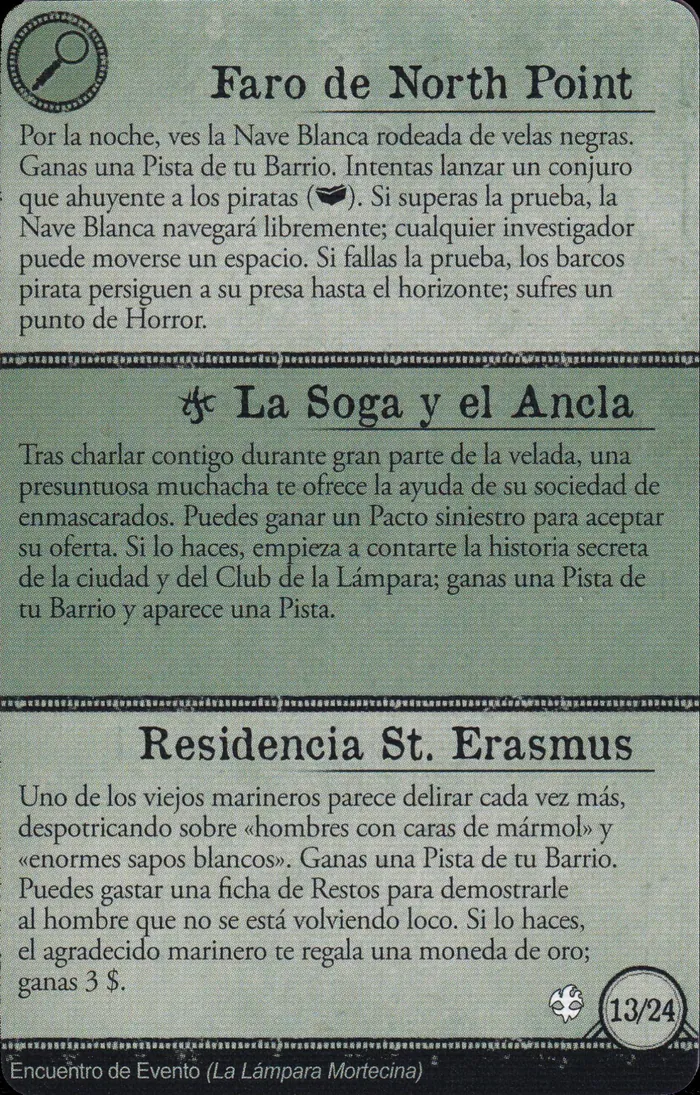 Faro de North Point
Por la noche, ves la Nave Blanca rodeada de velas negras.
Ganas una Pista de tu Barrio. Intentas lanzar un conjuro
que ahuyente a los piratas ( ). Si superas la prueba, la
Nave Blanca navegará libremente; cualquier investigador
puede moverse un espacio. Si fallas la prueba, los barcos
pirata persiguen a su presa hasta el horizonte; sufres un
punto de Horror.
La Soga y el Ancla
Tras charlar contigo durante gran parte de la velada, una
presuntuosa muchacha te ofrece la ayuda de su sociedad de
enmascarados. Puedes ganar un Pacto siniestro para aceptar
su oferta. Si lo haces, empieza a contarte la historia secreta
de la ciudad y del Club de la Lámpara; ganas una Pista de
tu Barrio y aparece una Pista.
Residencia St. Erasmus
Uno de los viejos marineros parece delirar cada vez más,
despotricando sobre «hombres con caras de mármol» y
«enormes sapos blancos». Ganas una Pista de tu Barrio.
Puedes gastar una ficha de Restos para demostrarle
al hombre que no se está volviendo loco. Si lo haces,
el agradecido marinero te regala una moneda de oro;
ganas 3 $.
13/24
Encuentro de Evento (La Lámpara Mortecina)